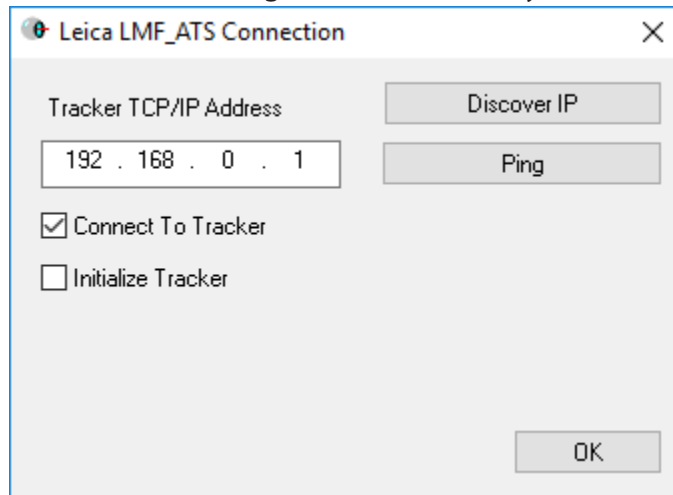 Leica LMF_ATS Connection
Tracker TCP/IP Address
Discover IP
192 . 168 . 0 . 1
Ping
Connect To Tracker
Initialize Tracker
OK